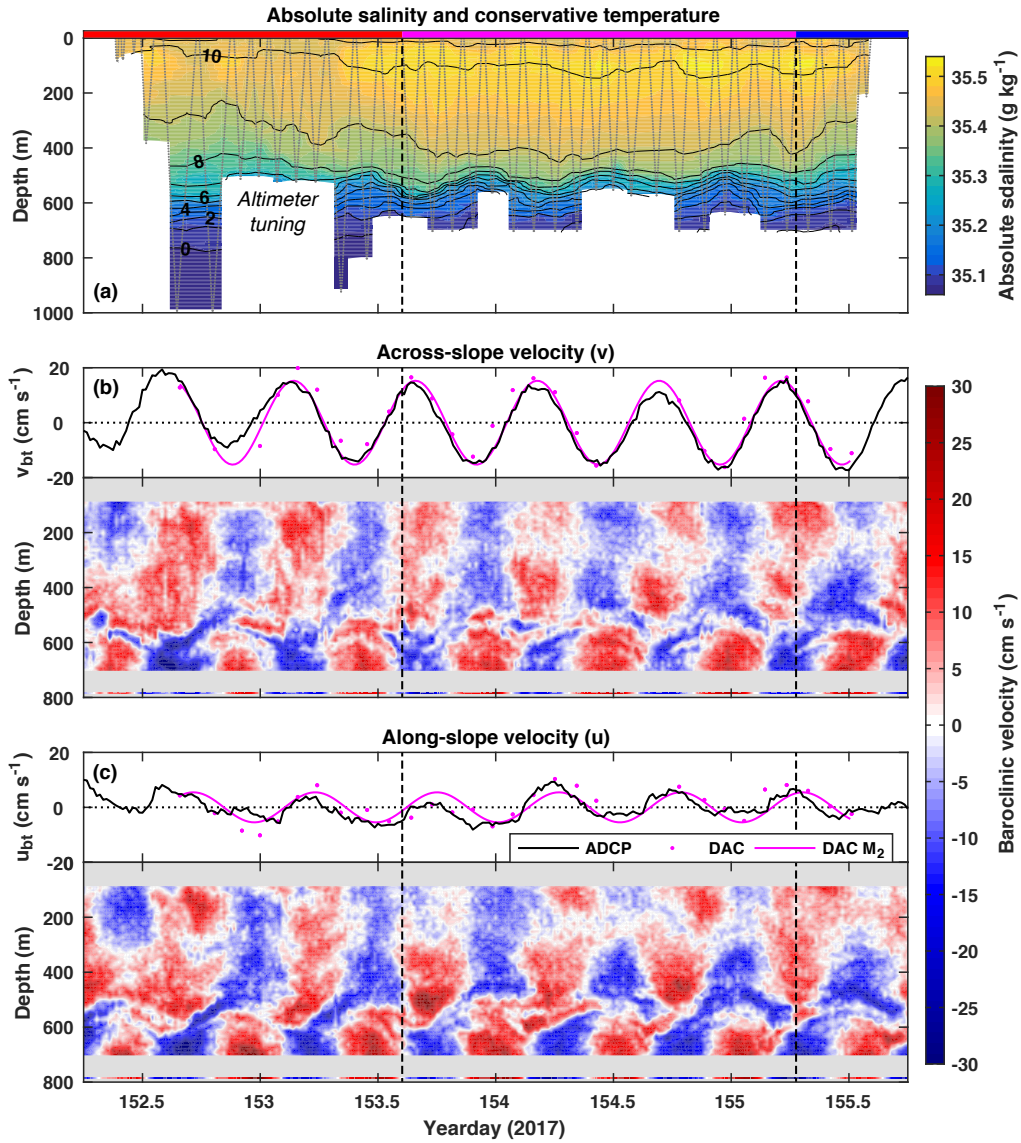 Absolute salinity and conservative temperature
0
200
400
600
800
1000
Depth (m)
10
8
6
4
2
0
Altimeter
tuning
(a)
35.5
35.4
35.3
35.2
35.1
Absolute sdalinity (g kg⁻¹)
Across-slope velocity (v)
(b)
20
0
-20
v_bt (cm s⁻¹)
200
400
600
800
Depth (m)
Along-slope velocity (u)
(c)
20
0
-20
u_bt (cm s⁻¹)
ADCP DAC DAC M₂
200
400
600
800
Depth (m)
152.5 153 153.5 154 154.5 155 155.5
Yearday (2017)
30
25
20
15
10
5
0
-5
-10
-15
-20
-25
-30
Baroclinic velocity (cm s⁻¹)